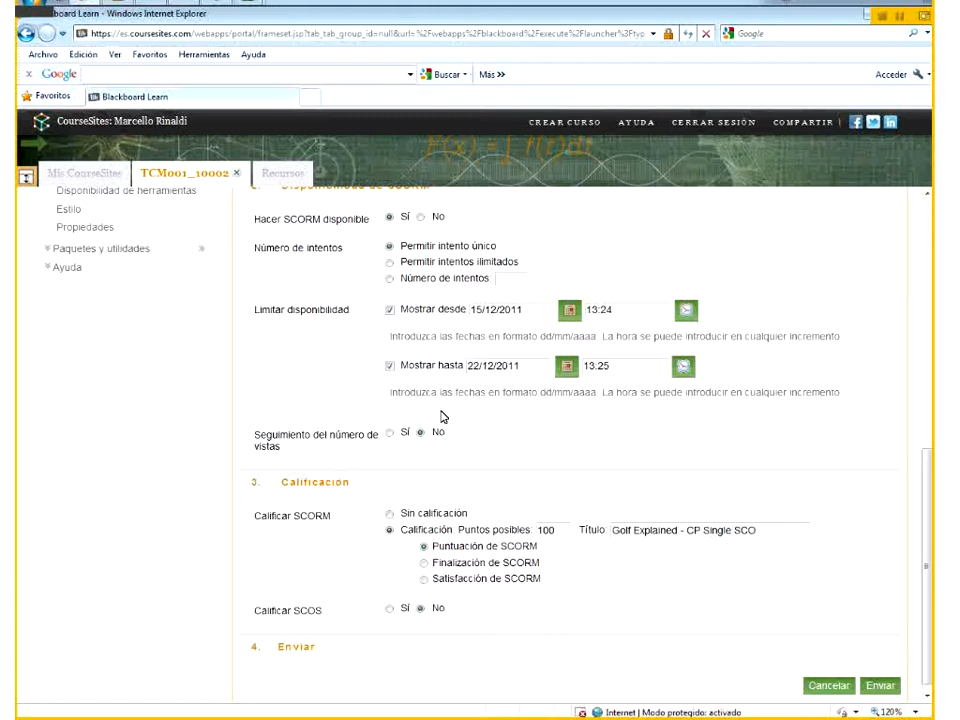 board Learn - Windows Internet Explorer
https://es.coursesites.com/webapps/portal/frameset.jsp?tab_tab_group_id=null&url=%2Fwebapps%2Fblackboard%2Fexecute%2Flauncher%3Ftyp
Google
Archivo Edición Ver Favoritos Herramientas Ayuda
x Google Buscar Más >> Acceder
Favoritos Blackboard Learn
CourseSites: Marcello Rinaldi CREAR CURSO AYUDA CERRAR SESIÓN COMPARTIR
Mis CourseSites TCM001_10002 Recursos
Disponibilidad de herramientas
Estilo
Propiedades
Paquetes y utilidades
Ayuda
Disponibilidad de SCORM
Hacer SCORM disponible Sí No
Número de intentos Permitir intento único
Permitir intentos ilimitados
Número de intentos:
Limitar disponibilidad Mostrar desde 15/12/2011 13:24
Introduzca las fechas en formato dd/mm/aaaa. La hora se puede introducir en cualquier incremento
Mostrar hasta 22/12/2011 13:25
Introduzca las fechas en formato dd/mm/aaaa. La hora se puede introducir en cualquier incremento
Seguimiento del número de vistas Sí No
3. Calificación
Calificar SCORM Sin calificación
Calificación: Puntos posibles: 100 Título: Golf Explained - CP Single SCO
Puntuación de SCORM
Finalización de SCORM
Satisfacción de SCORM
Calificar SCOS Sí No
4. Enviar
Cancelar Enviar
Internet | Modo protegido: activado 120%